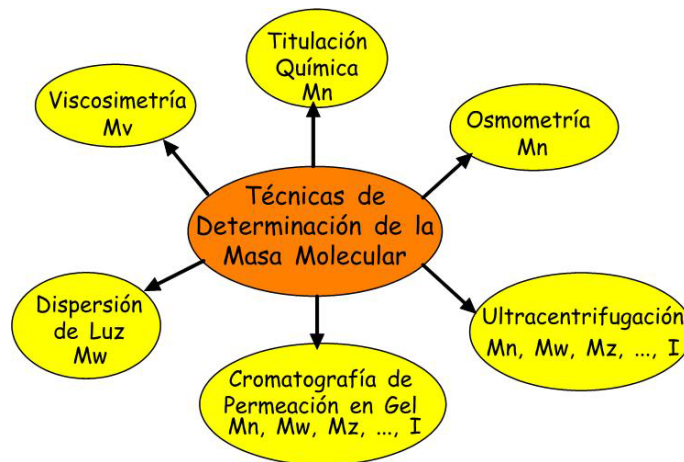 Titulación
Química
Mn
Viscosimetría
Mv
Osmometría
Mn
Técnicas de
Determinación de la
Masa Molecular
Dispersión
de Luz
Mw
Ultracentrifugación
Mn, Mw, Mz, ..., I
Cromatografía de
Permeación en Gel
Mn, Mw, Mz, ..., I